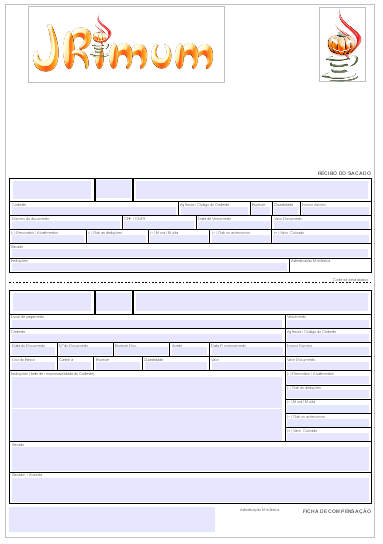 JRimum
RECIBO DO SACADO
Cedente Agência / Código do Cedente Espécie Quantidade Nosso número
Número do documento CPF / CNPJ Data de Vencimento Valor Documento
(-) Desconto / Abatimentos (-) Outras deduções (+) Mora / Multa (+) Outros acréscimos (=) Valor Cobrado
Sacado
Instruções Autenticação Mecânica
Corte na linha abaixo
Local de pagamento Vencimento
Cedente Agência / Código do Cedente
Data do Documento Nº do Documento Espécie Doc. Aceite Data Processamento Nosso Número
Uso do Banco Carteira Espécie Quantidade Valor Valor Documento
Instruções (Texto de responsabilidade do Cedente) (-) Desconto / Abatimentos
(-) Outras deduções
(+) Mora / Multa
(+) Outros acréscimos
(=) Valor Cobrado
Sacado
Sacador / Avalista
Autenticação Mecânica FICHA DE COMPENSAÇÃO